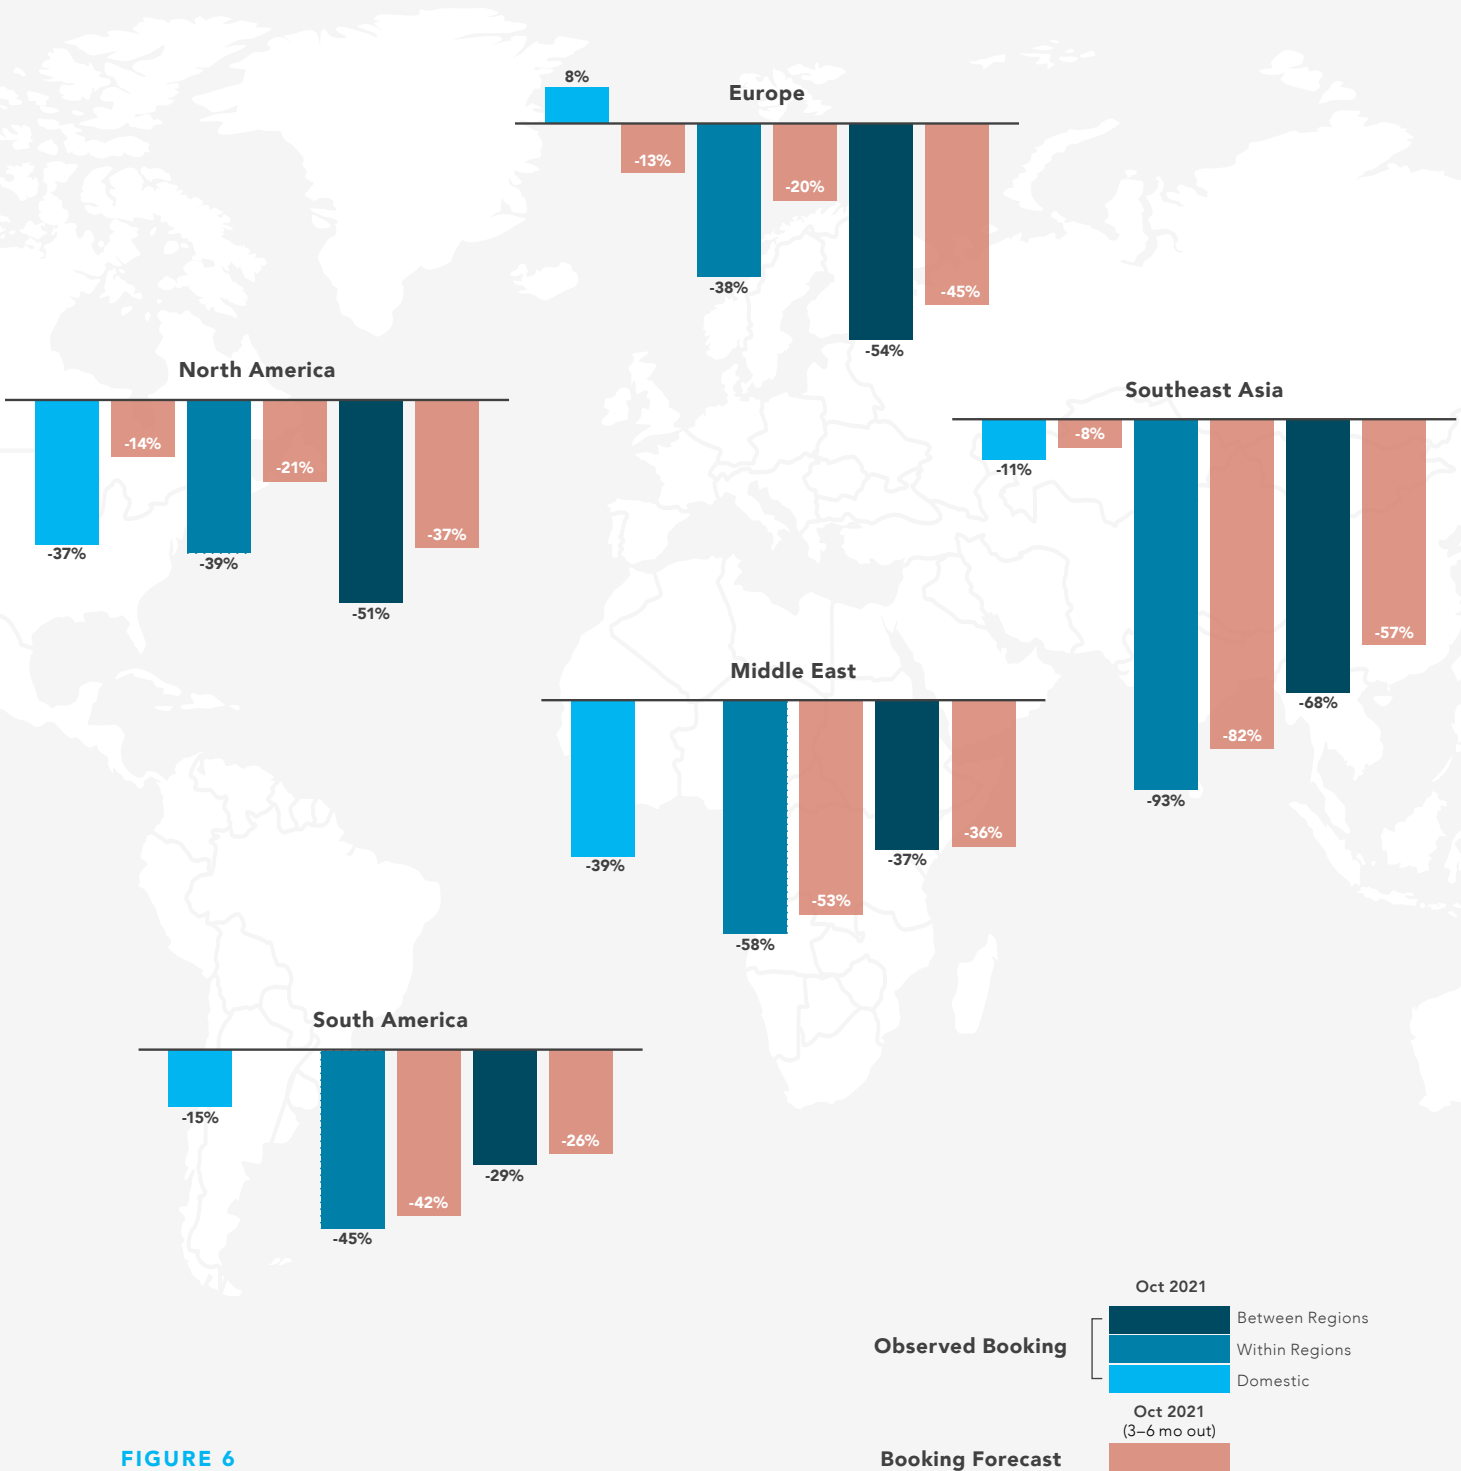 8%
Europe
-13%
-20%
-38%
-45%
-54%
North America
-14%
-21%
-37%
-37%
-39%
-51%
Southeast Asia
-8%
-11%
-57%
-68%
-82%
-93%
Middle East
-36%
-37%
-39%
-53%
-58%
South America
-15%
-26%
-29%
-42%
-45%
Oct 2021
Between Regions
Observed Booking
Within Regions
Domestic
Oct 2021
(3–6 mo out)
Booking Forecast
FIGURE 6